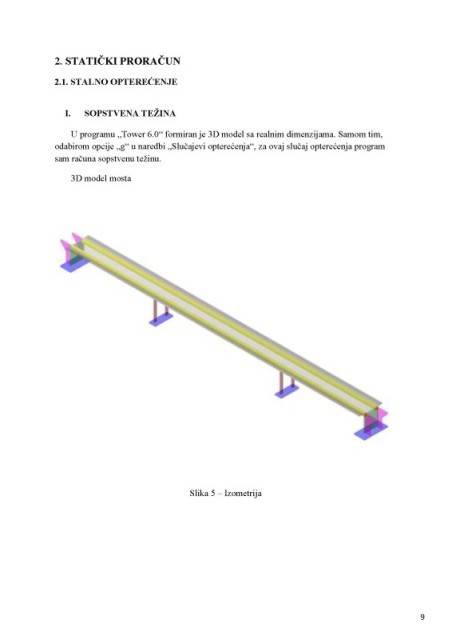 2. STATIČKI PRORAČUN
2.1. STALNO OPTEREĆENJE
I. SOPSTVENA TEŽINA
U programu „Tower 6.0“ formiran je 3D model sa realnim dimenzijama. Samom tim,
odabirom opcije „g“ u naredbi „Slučajevi opterećenja“, za ovaj slučaj opterećenja program
sam računa sopstvenu težinu.
3D model mosta
Slika 5 – Izometrija
9